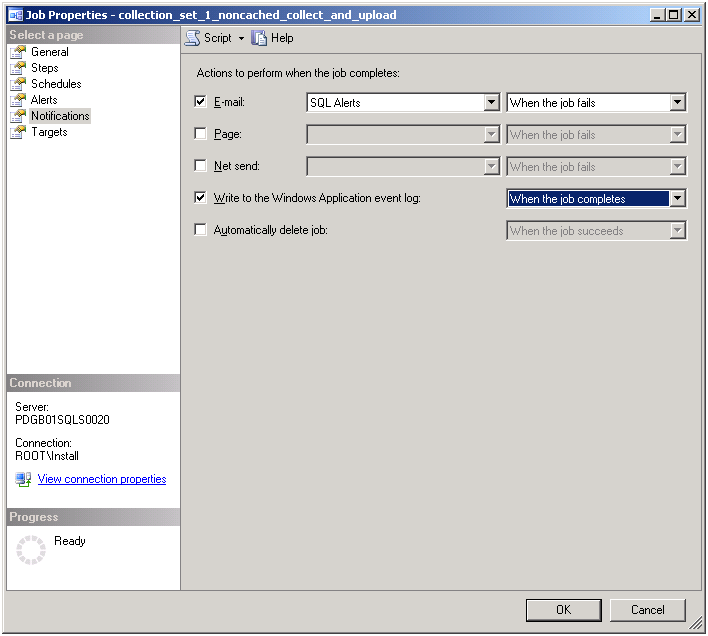 Job Properties - collection_set_1_noncached_collect_and_upload
Select a page
General
Steps
Schedules
Alerts
Notifications
Targets
Script Help
Actions to perform when the job completes:
E-mail: SQL Alerts When the job fails
Page: When the job fails
Net send: When the job fails
Write to the Windows Application event log: When the job completes
Automatically delete job: When the job succeeds
Connection
Server:
PDGB01SQLS0020
Connection:
ROOT\Install
View connection properties
Progress
Ready
OK Cancel